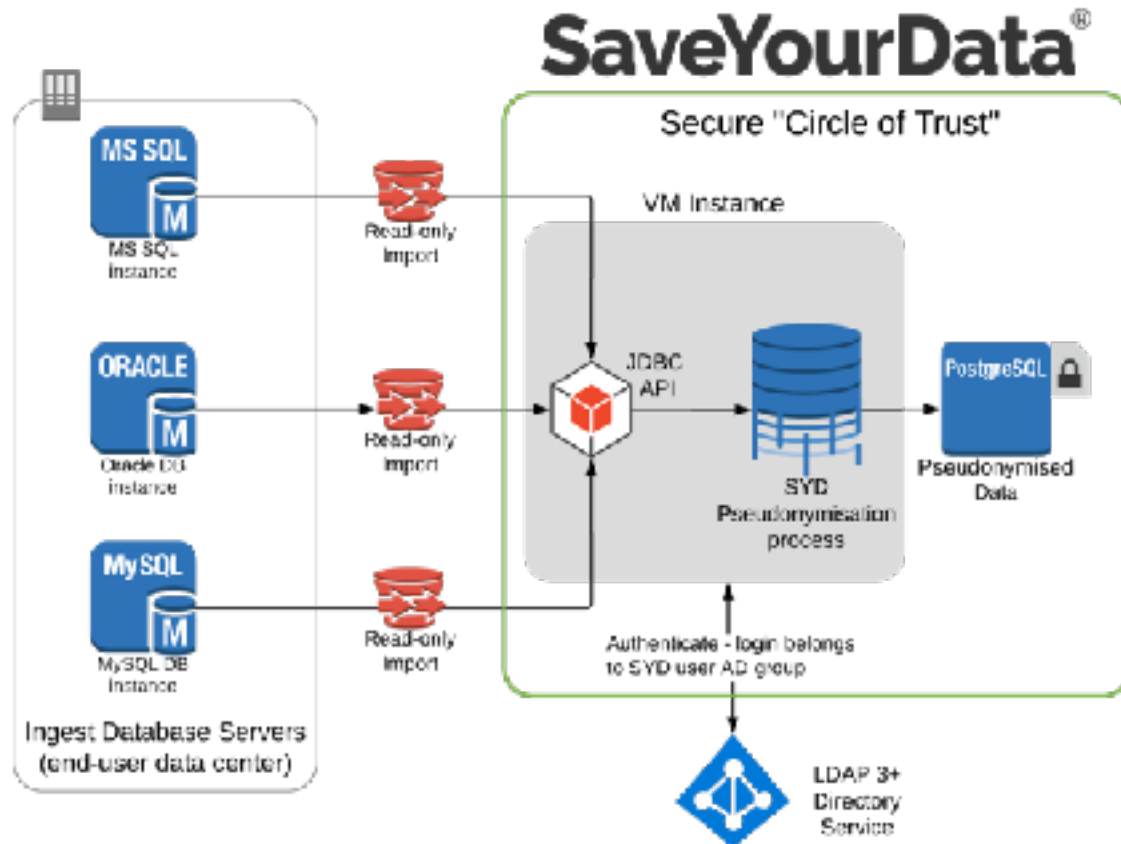 SaveYourData®
Secure "Circle of Trust"
MS SQL
M
MS SQL
instance
Read-only
Import
VM Instance
ORACLE
M
Oracle DB
instance
Read-only
Import
JDBC
API
SYD
Pseudonymisation
process
PostgreSQL
Pseudonymised
Data
MySQL
M
MySQL DB
instance
Read-only
Import
Authenticate - login belongs
to SYD user AD group
Ingest Database Servers
(end-user data center)
LDAP 3+
Directory
Service